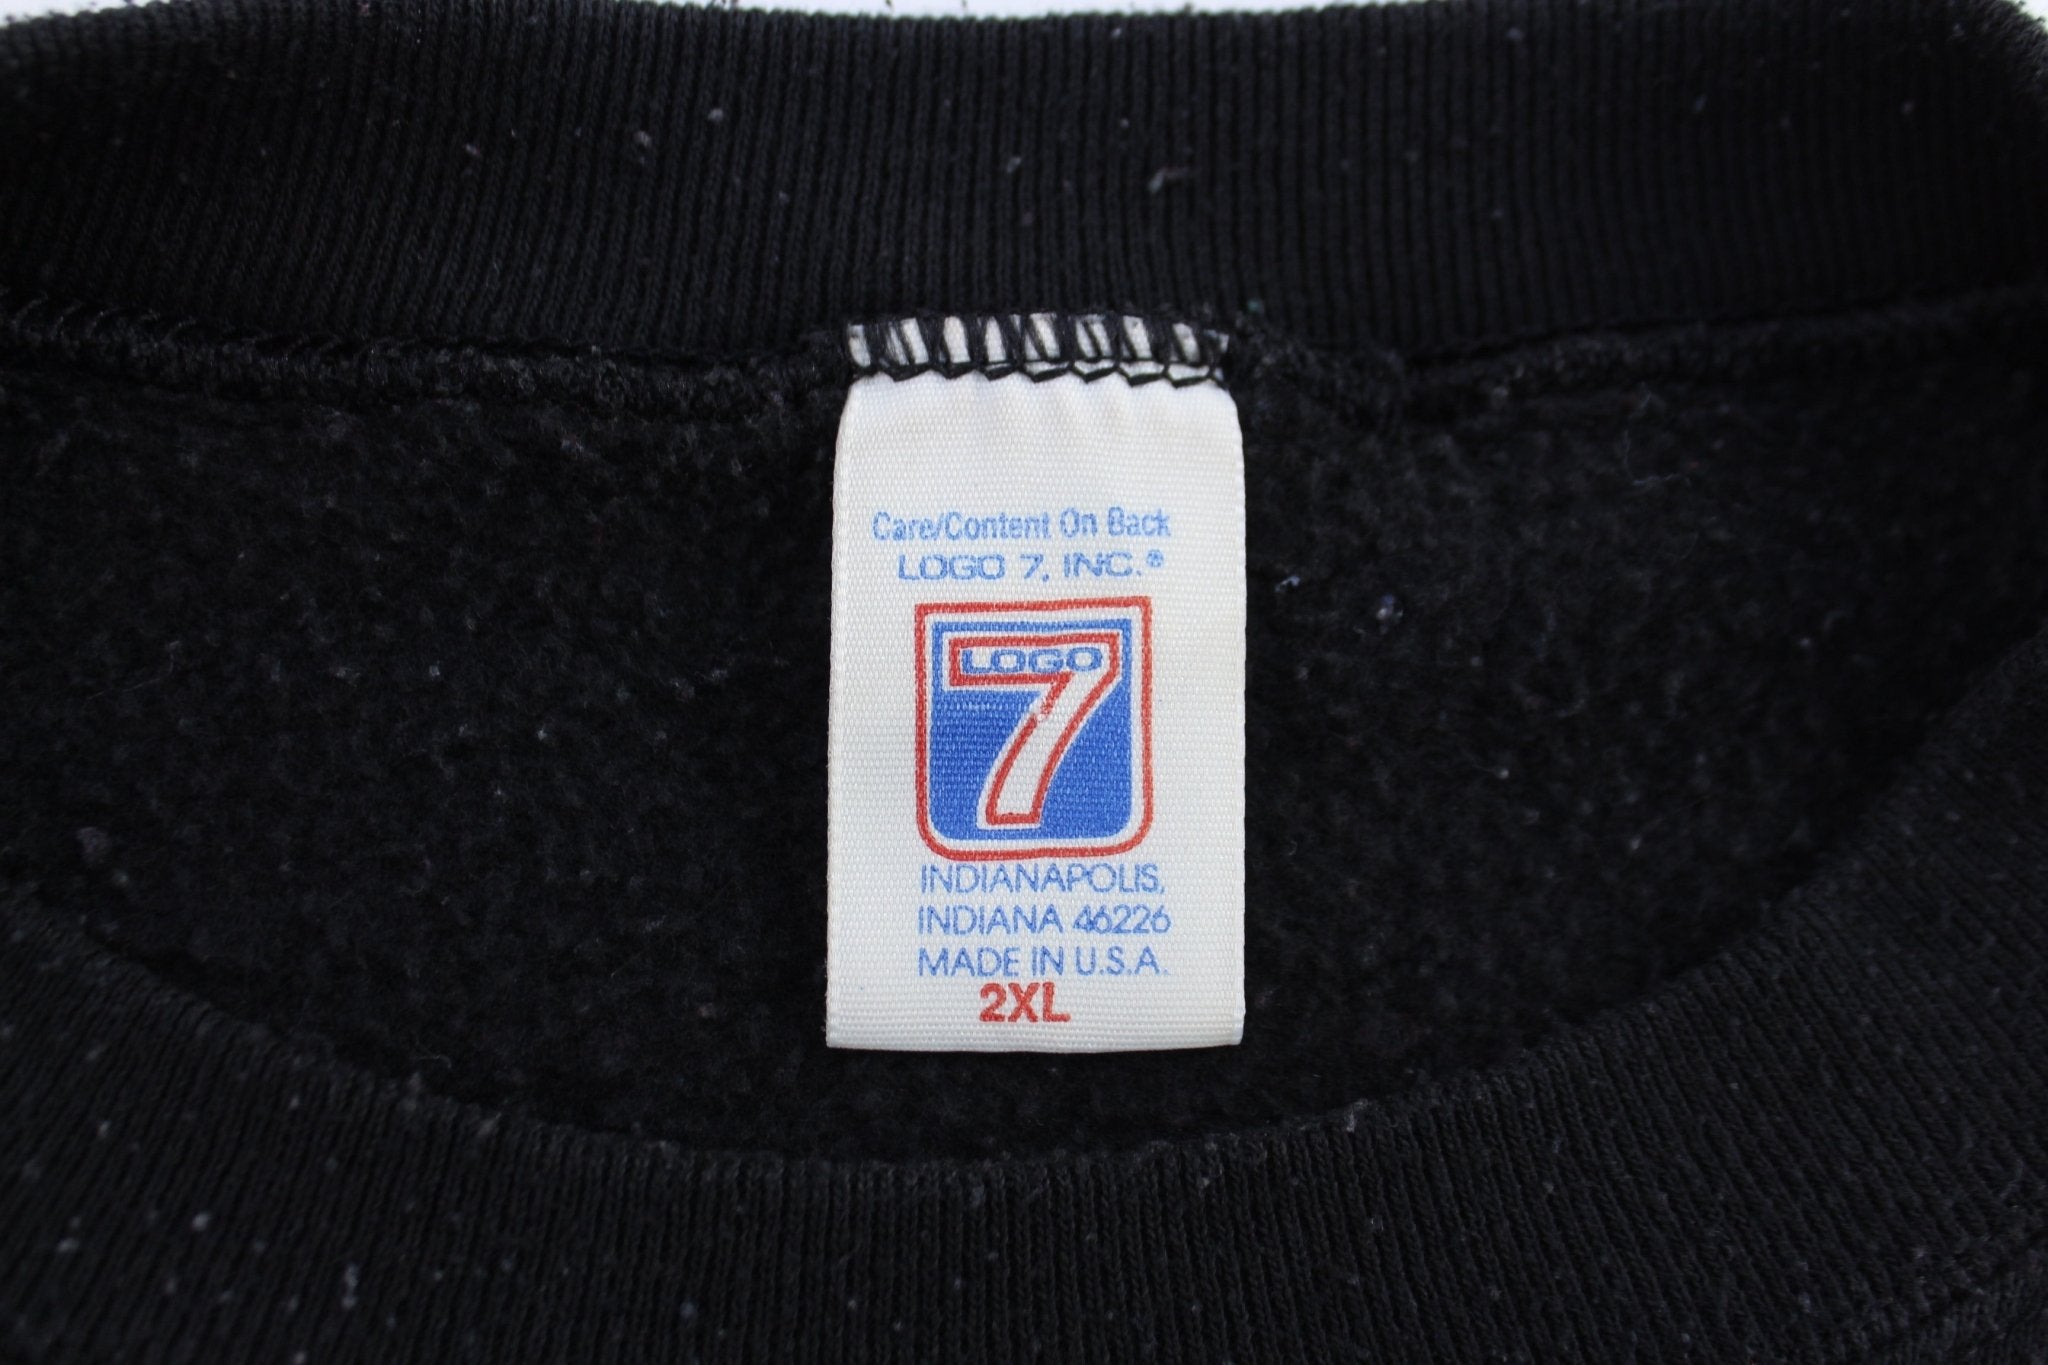 Care/Content On Back
LOGO 7, INC.®
LOGO
7
INDIANAPOLIS,
INDIANA 46226
MADE IN U.S.A.
2XL